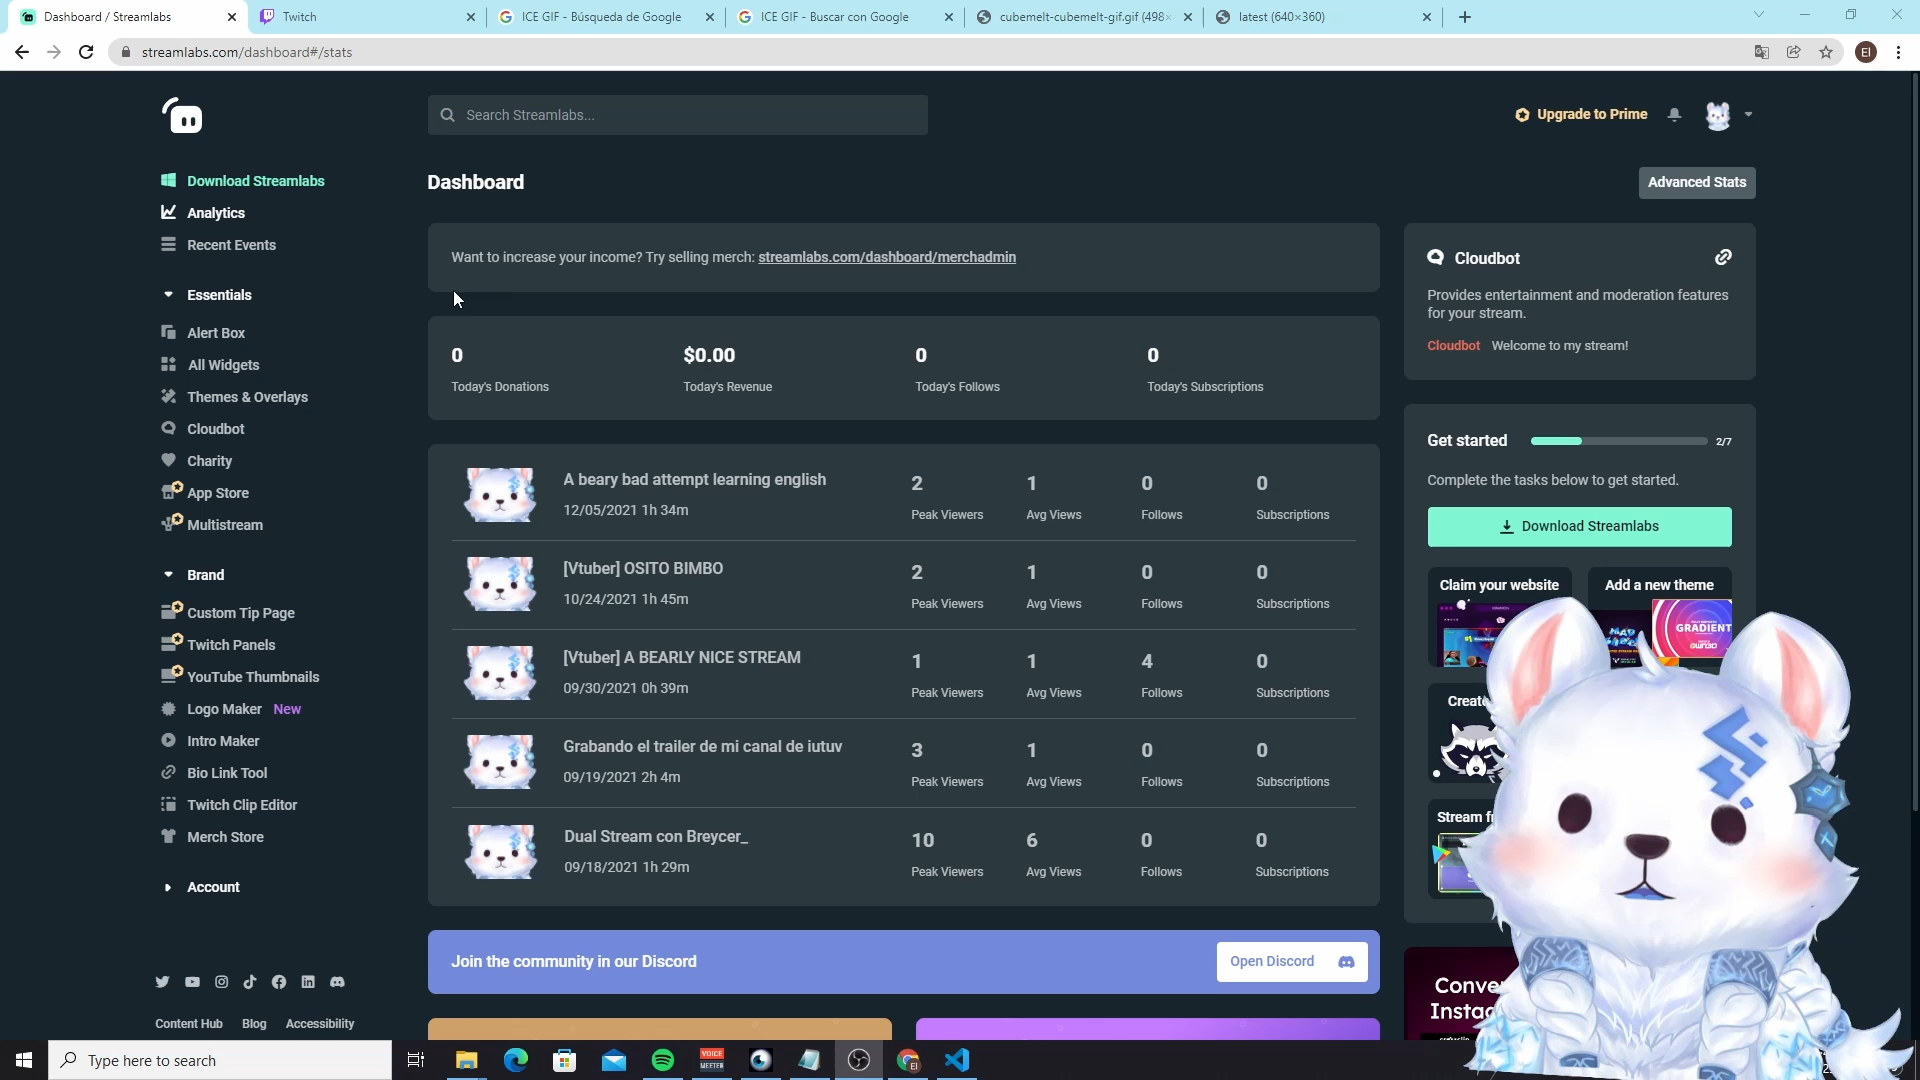 Dashboard / Streamlabs
Twitch
ICE GIF - Búsqueda de Google
ICE GIF - Buscar con Google
cubemelt-cubemelt-gif.gif (498×
latest (640×360)
streamlabs.com/dashboard#/stats
EI
Search Streamlabs...
Upgrade to Prime
Download Streamlabs
Analytics
Recent Events
Essentials
Alert Box
All Widgets
Themes & Overlays
Cloudbot
Charity
App Store
Multistream
Brand
Custom Tip Page
Twitch Panels
YouTube Thumbnails
Logo Maker New
Intro Maker
Bio Link Tool
Twitch Clip Editor
Merch Store
Account
Content Hub Blog Accessibility
Dashboard
Advanced Stats
Want to increase your income? Try selling merch: streamlabs.com/dashboard/merchadmin
0 $0.00 0 0
Today's Donations Today's Revenue Today's Follows Today's Subscriptions
A beary bad attempt learning english 2 1 0 0
12/05/2021 1h 34m Peak Viewers Avg Views Follows Subscriptions
[Vtuber] OSITO BIMBO 2 1 0 0
10/24/2021 1h 45m Peak Viewers Avg Views Follows Subscriptions
[Vtuber] A BEARLY NICE STREAM 1 1 4 0
09/30/2021 0h 39m Peak Viewers Avg Views Follows Subscriptions
Grabando el trailer de mi canal de iutuv 3 1 0 0
09/19/2021 2h 4m Peak Viewers Avg Views Follows Subscriptions
Dual Stream con Breycer_ 10 6 0 0
09/18/2021 1h 29m Peak Viewers Avg Views Follows Subscriptions
Join the community in our Discord
Open Discord
Cloudbot
Provides entertainment and moderation features
for your stream.
Cloudbot Welcome to my stream!
Get started 2/7
Complete the tasks below to get started.
Download Streamlabs
Claim your website
Add a new theme
GRADIENT
Create
Stream
Type here to search
VOICE
MEETER
EI